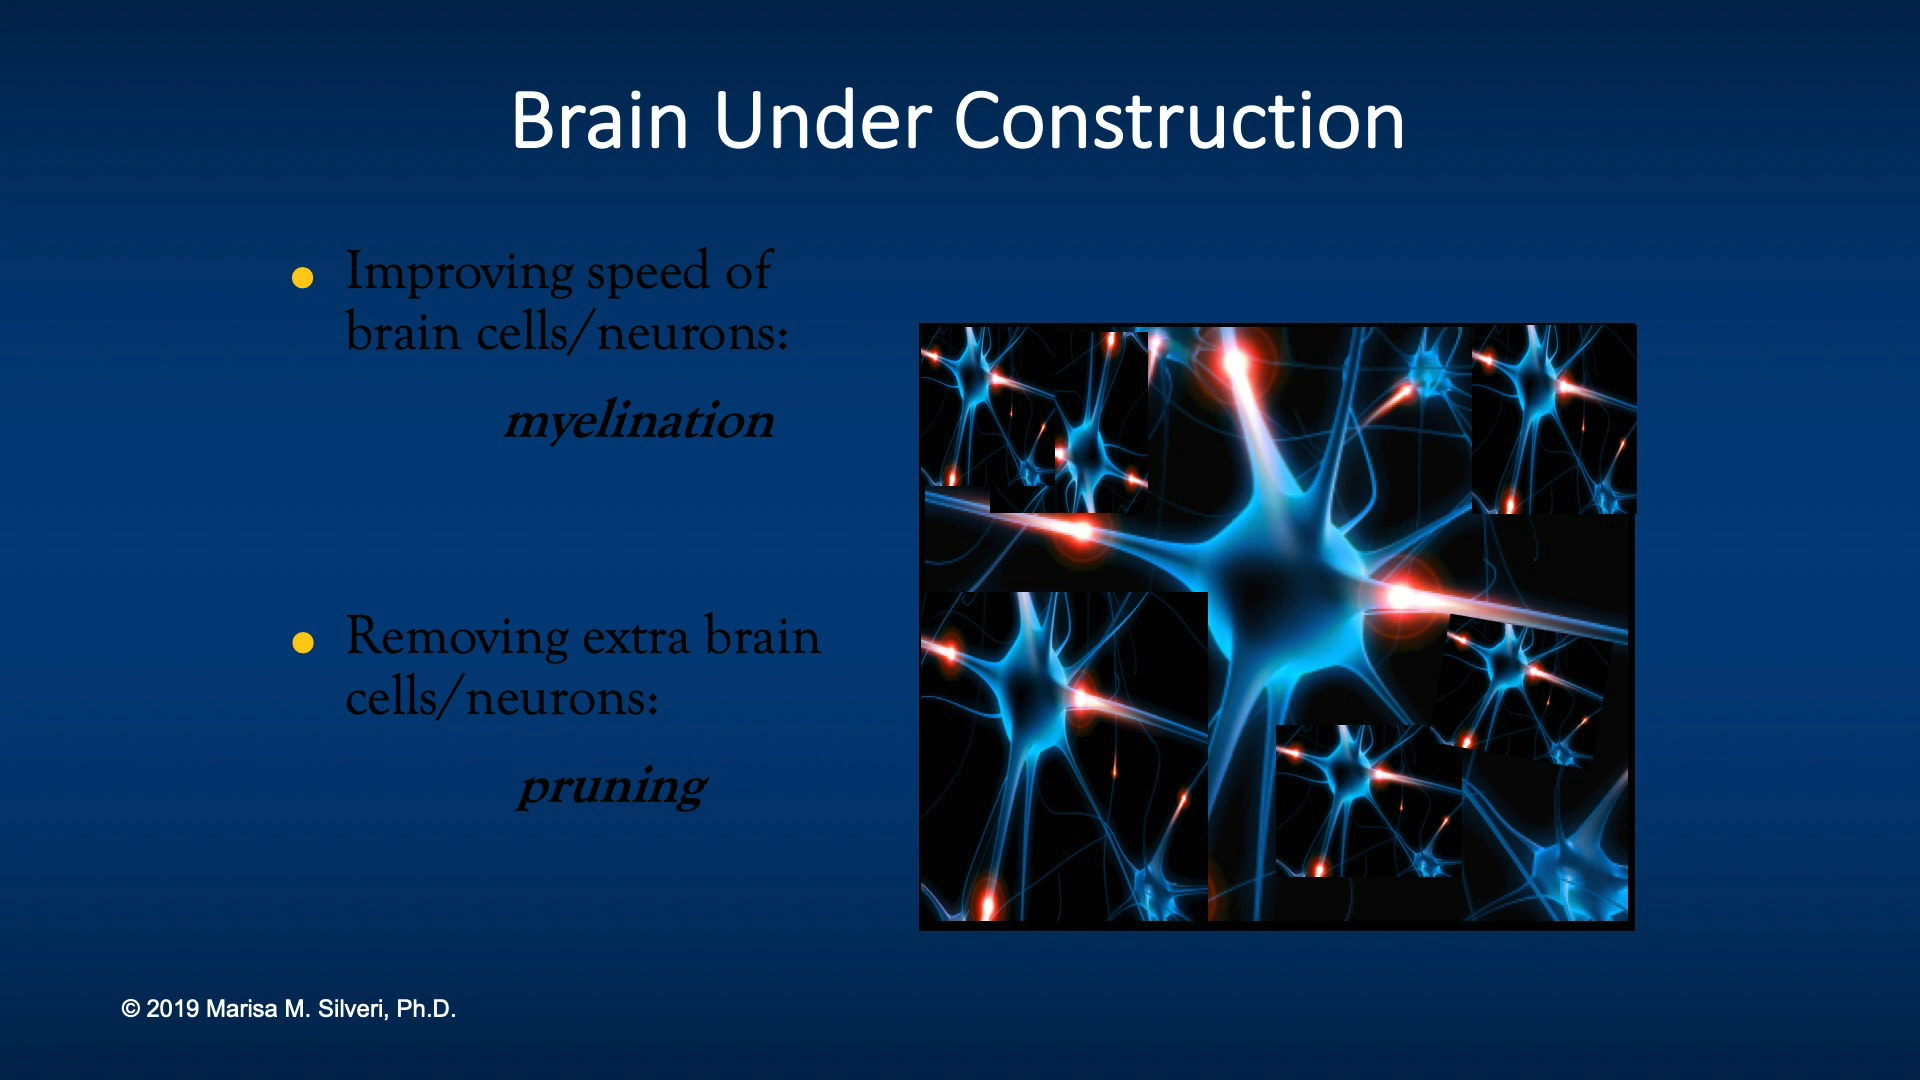 Brain Under Construction
Improving speed of
brain cells/neurons:
myelination
Removing extra brain
cells/neurons:
pruning
© 2019 Marisa M. Silveri, Ph.D.